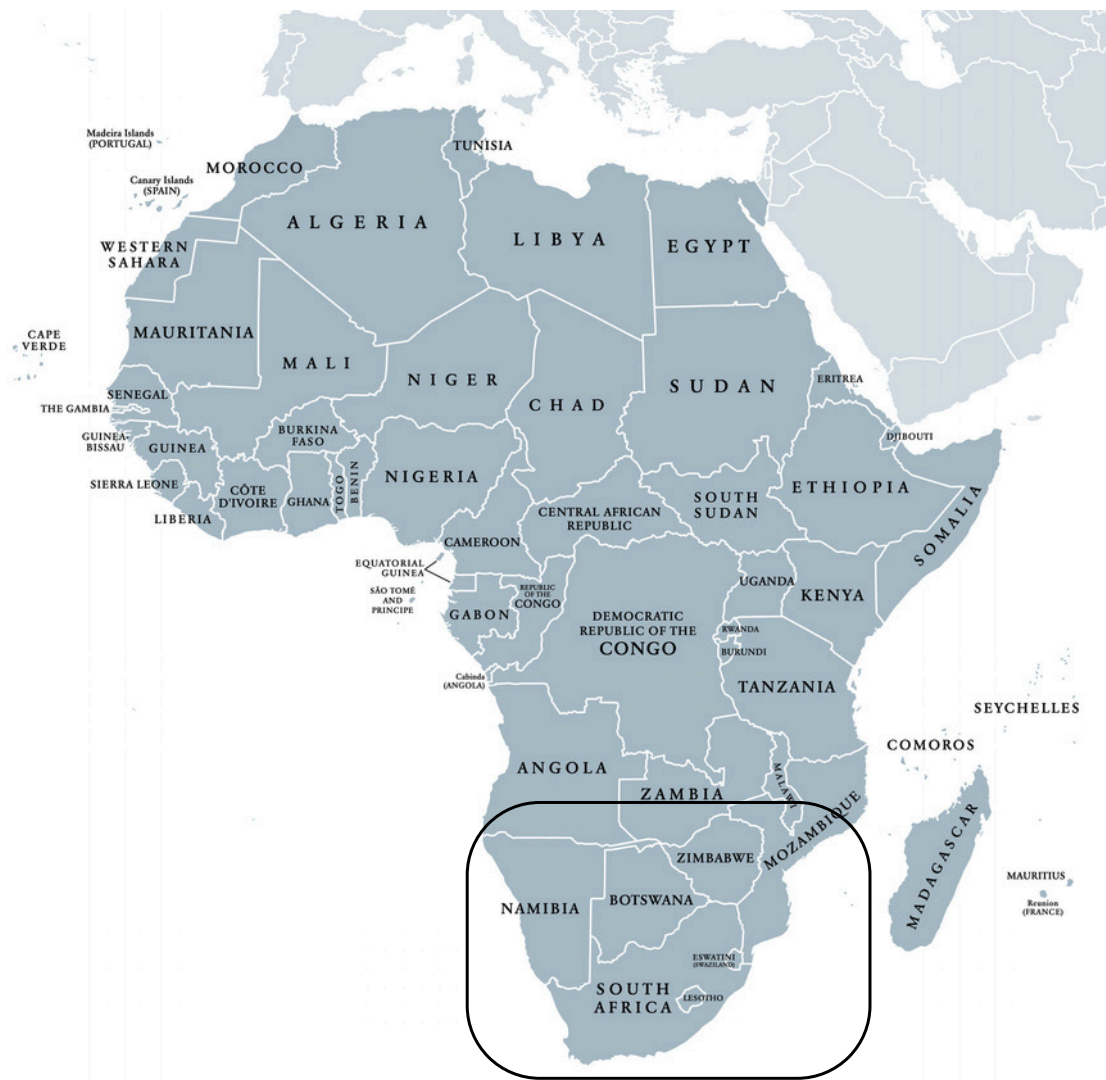 Madeira Islands
(PORTUGAL)
TUNISIA
MOROCCO
Canary Islands
(SPAIN)
ALGERIA
LIBYA
EGYPT
WESTERN
SAHARA
MAURITANIA
CAPE
VERDE
MALI
NIGER
CHAD
SUDAN
ERITREA
SENEGAL
THE GAMBIA
GUINEA-
BISSAU
GUINEA
BURKINA
FASO
DJIBOUTI
SIERRA LEONE
CÔTE
D'IVOIRE
GHANA
TOGO
BENIN
NIGERIA
SOUTH
SUDAN
ETHIOPIA
SOMALIA
LIBERIA
CENTRAL AFRICAN
REPUBLIC
CAMEROON
EQUATORIAL
GUINEA
SÃO TOMÉ
AND
PRINCIPE
GABON
REPUBLIC
OF THE
CONGO
DEMOCRATIC
REPUBLIC OF THE
CONGO
UGANDA
KENYA
RWANDA
BURUNDI
Cabinda
(ANGOLA)
TANZANIA
SEYCHELLES
COMOROS
ANGOLA
ZAMBIA
MALAWI
MOZAMBIQUE
MADAGASCAR
ZIMBABWE
MAURITIUS
Reunion
(FRANCE)
NAMIBIA
BOTSWANA
ESWATINI
(SWAZILAND)
SOUTH
AFRICA
LESOTHO